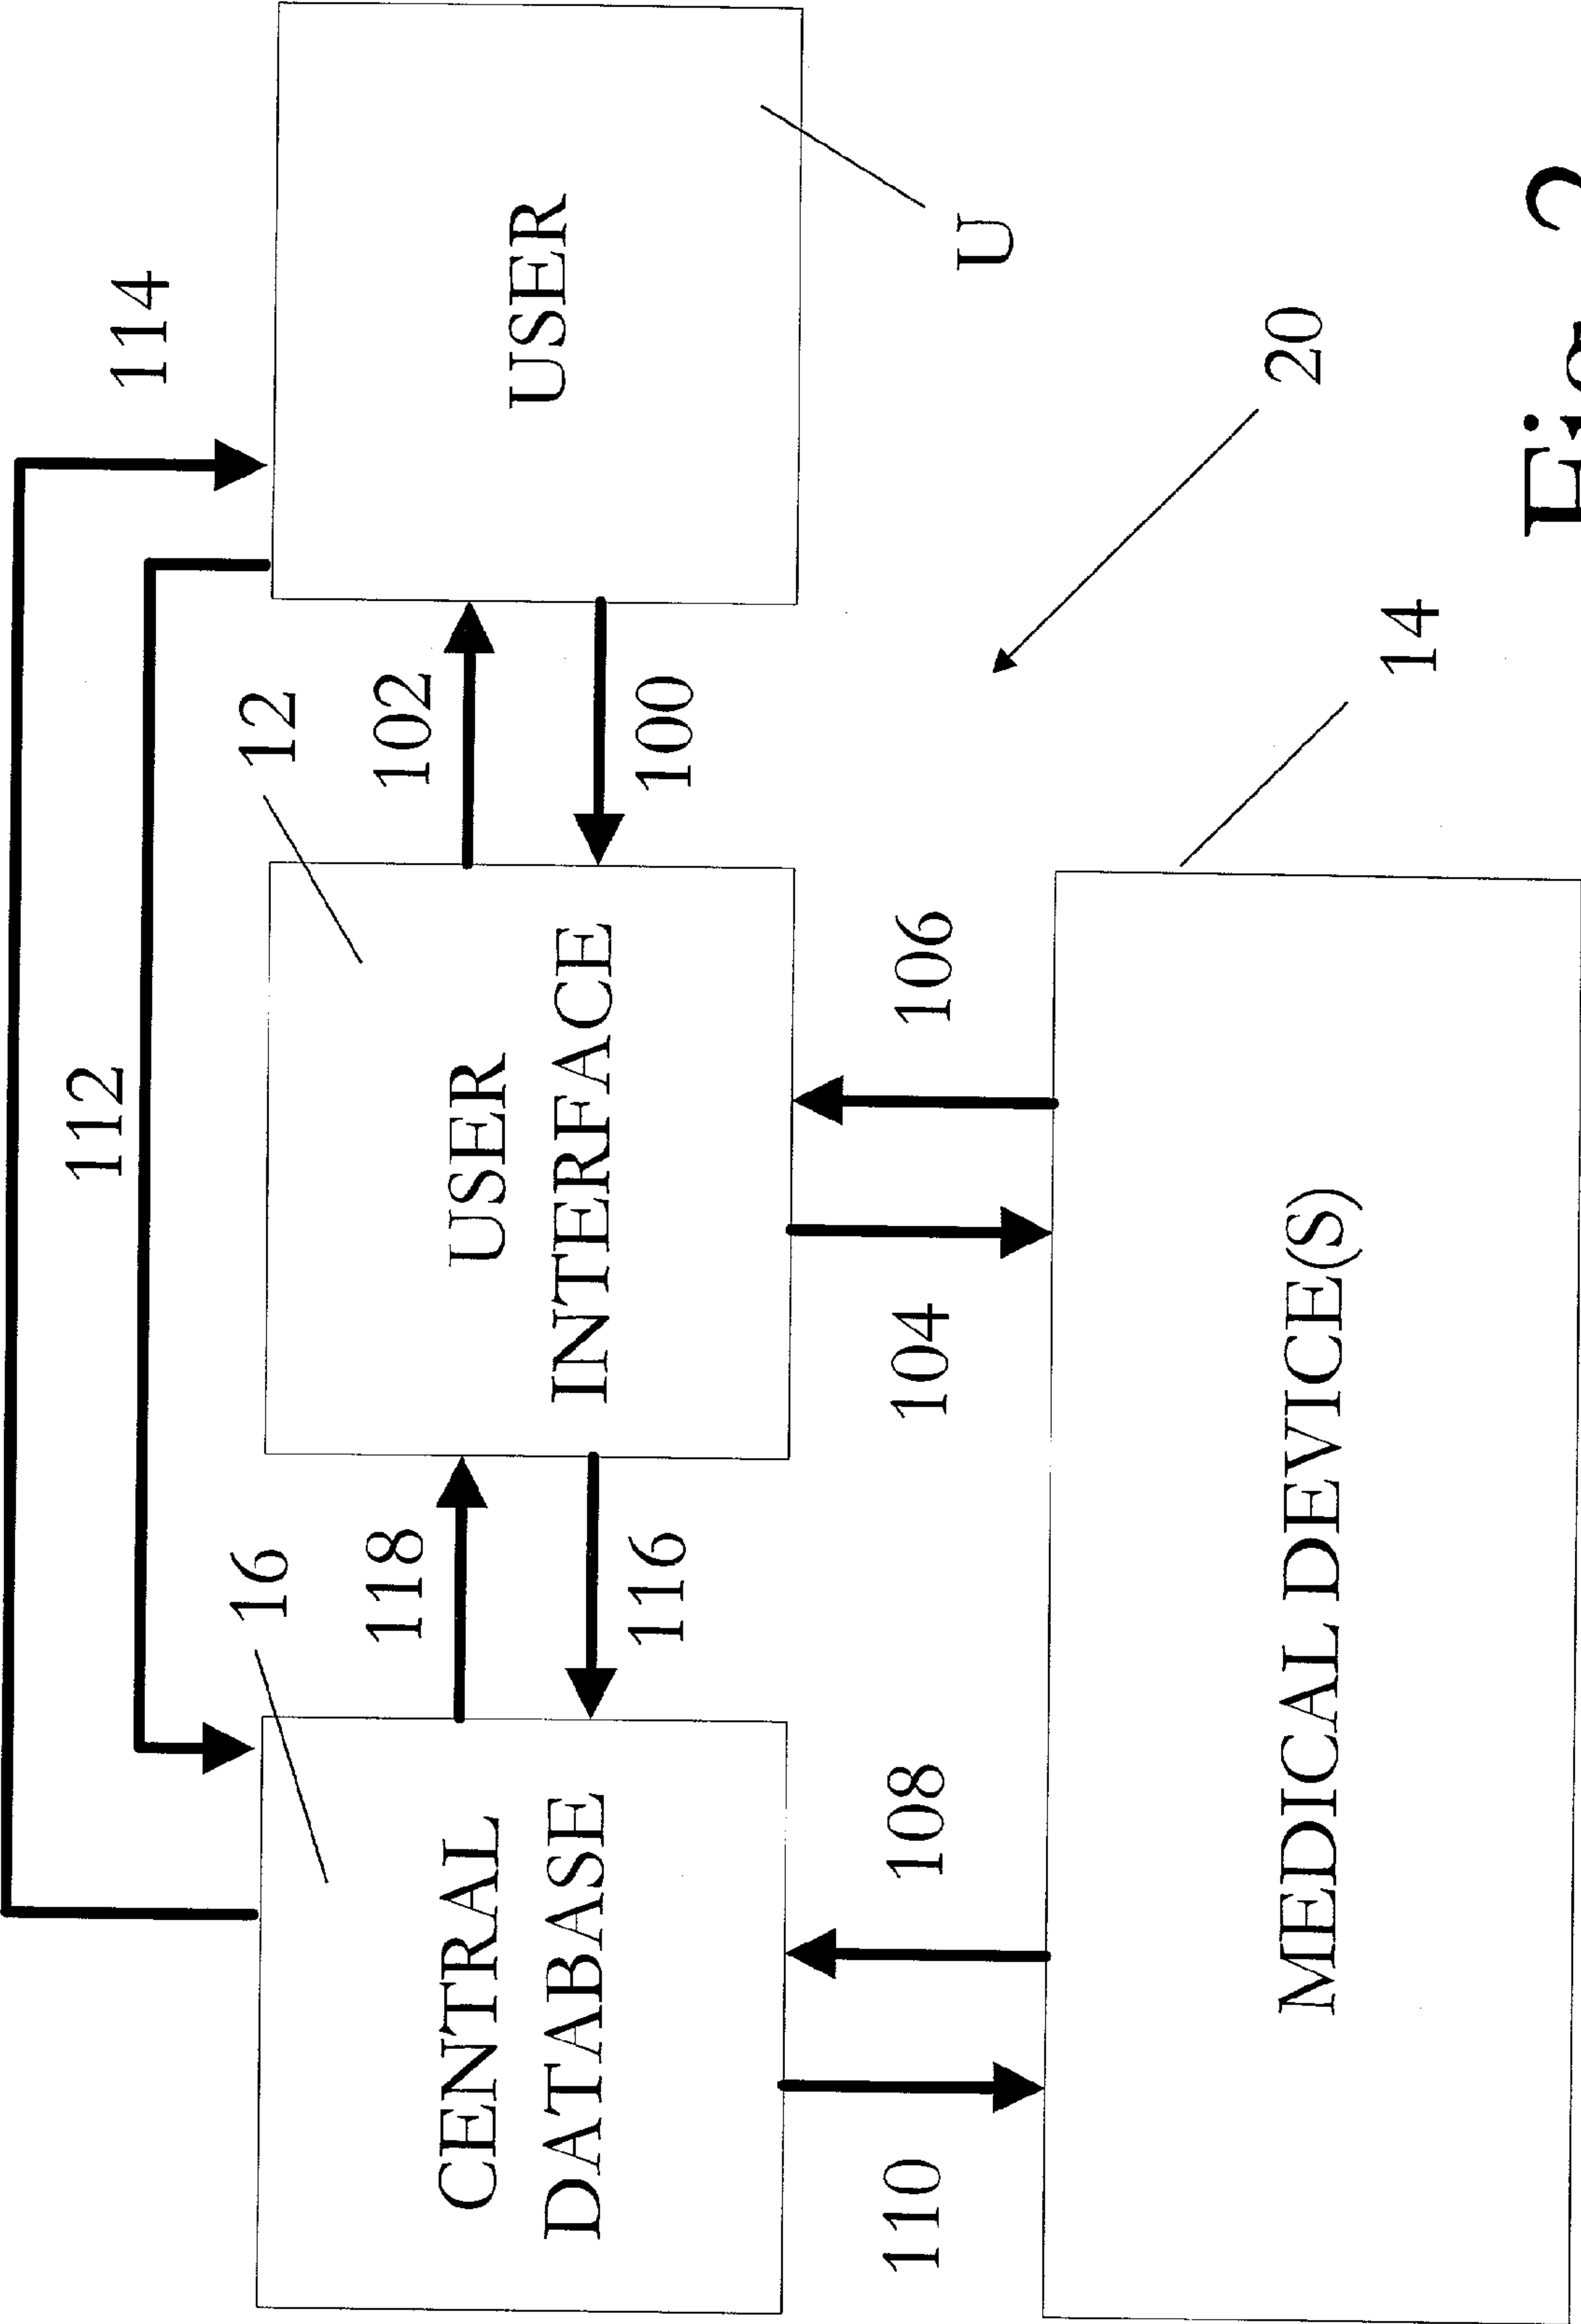 114
112
16
12
118
102
CENTRAL
DATABASE
USER
INTERFACE
USER
116
100
110
108
104
106
U
20
MEDICAL DEVICE(S)
14